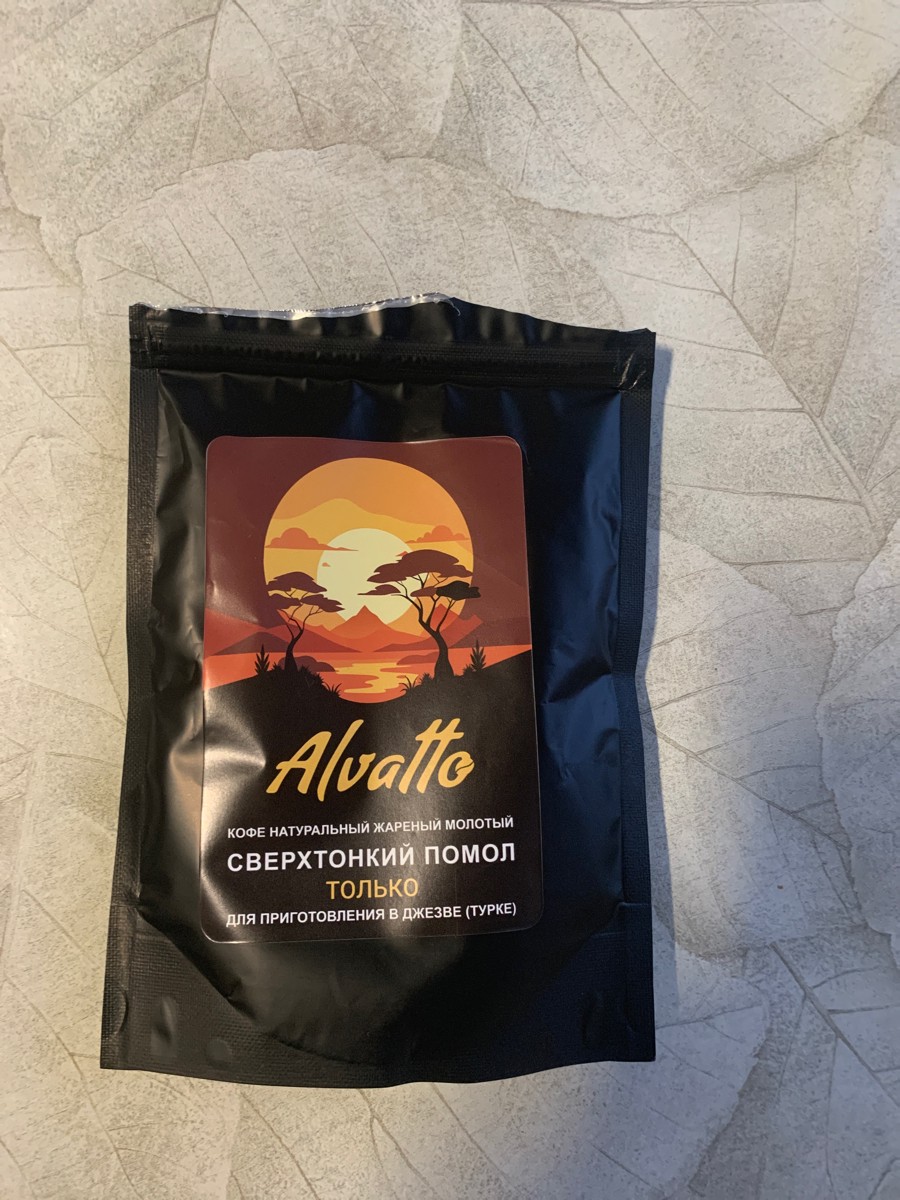 Alvatto
КОФЕ НАТУРАЛЬНЫЙ ЖАРЕНЫЙ МОЛОТЫЙ
СВЕРХТОНКИЙ ПОМОЛ
ТОЛЬКО
ДЛЯ ПРИГОТОВЛЕНИЯ В ДЖЕЗВЕ (ТУРКЕ)